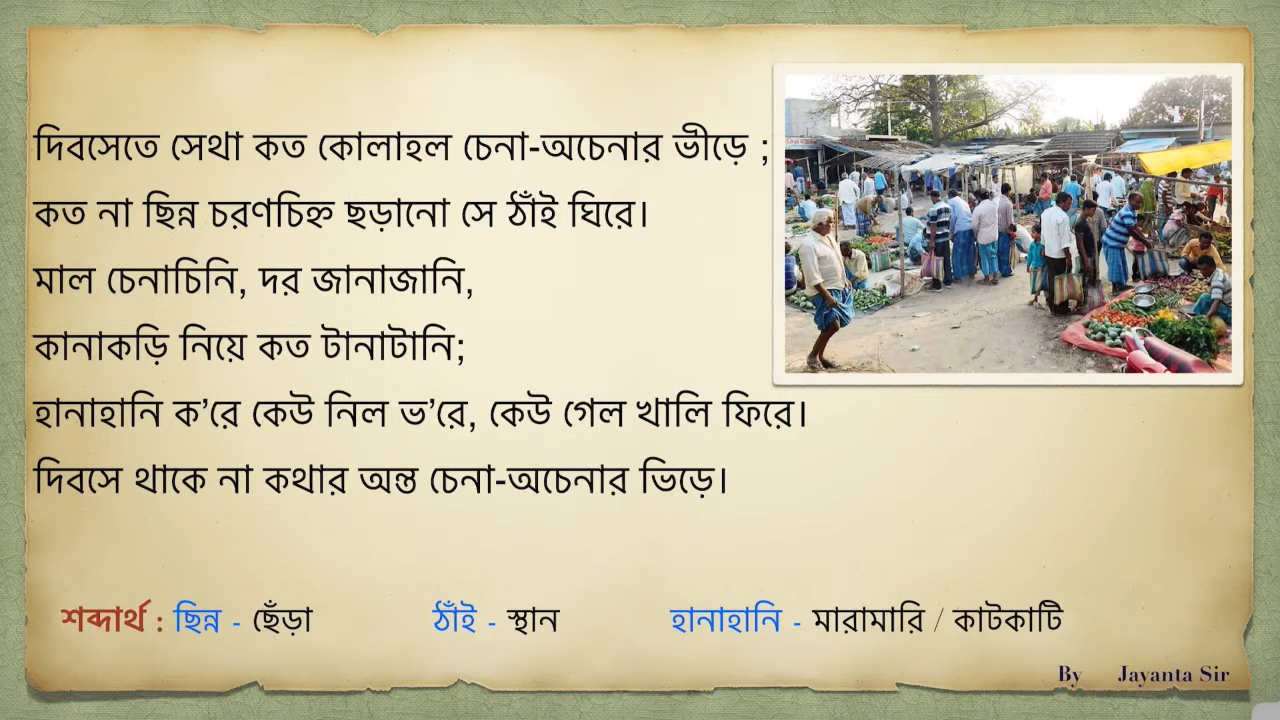 দিবসেতে সেথা কত কোলাহল চেনা-অচেনার ভীড়ে ;
কত না ছিন্ন চরণচিহ্ন ছড়ানো সে ঠাঁই ঘিরে।
মাল চেনাচিনি, দর জানাজানি,
কানাকড়ি নিয়ে কত টানাটানি;
হানাহানি ক’রে কেউ নিল ভ’রে, কেউ গেল খালি ফিরে।
দিবসে থাকে না কথার অন্ত চেনা-অচেনার ভিড়ে।
শব্দার্থ : ছিন্ন - ছেঁড়া ঠাঁই - স্থান হানাহানি - মারামারি / কাটকাটি
By Jayanta Sir